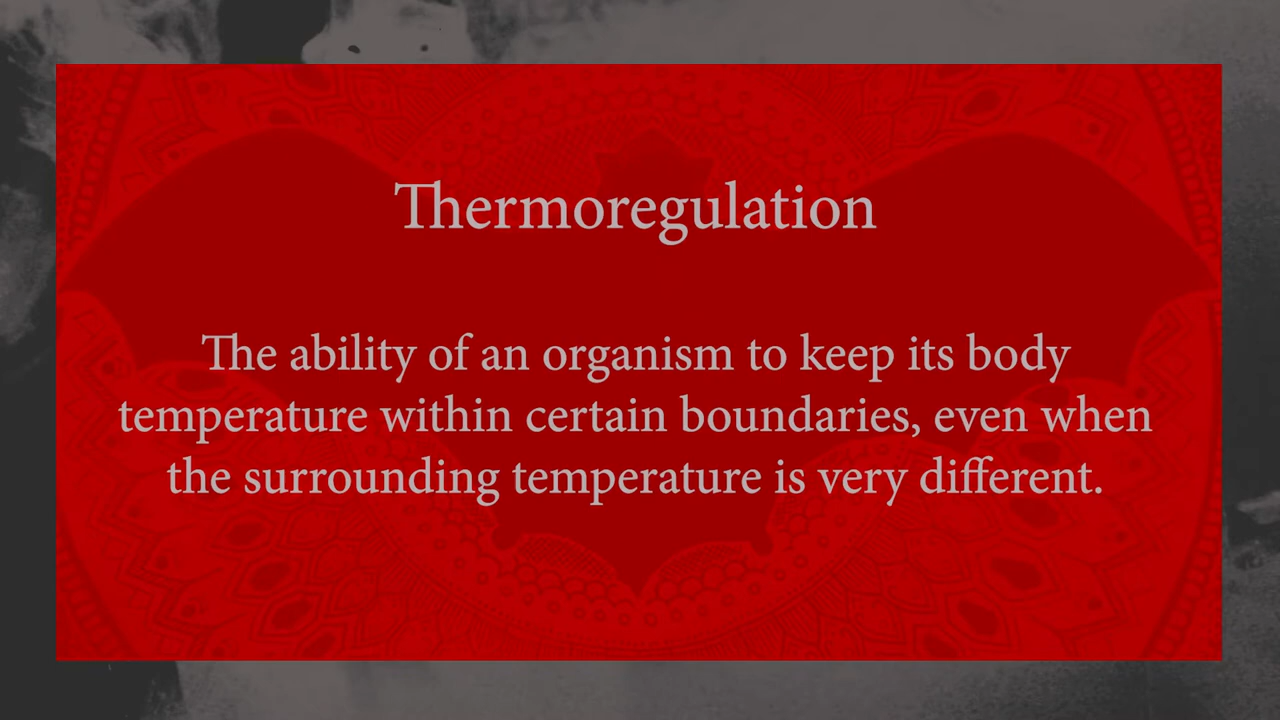 Thermoregulation
The ability of an organism to keep its body
temperature within certain boundaries, even when
the surrounding temperature is very different.